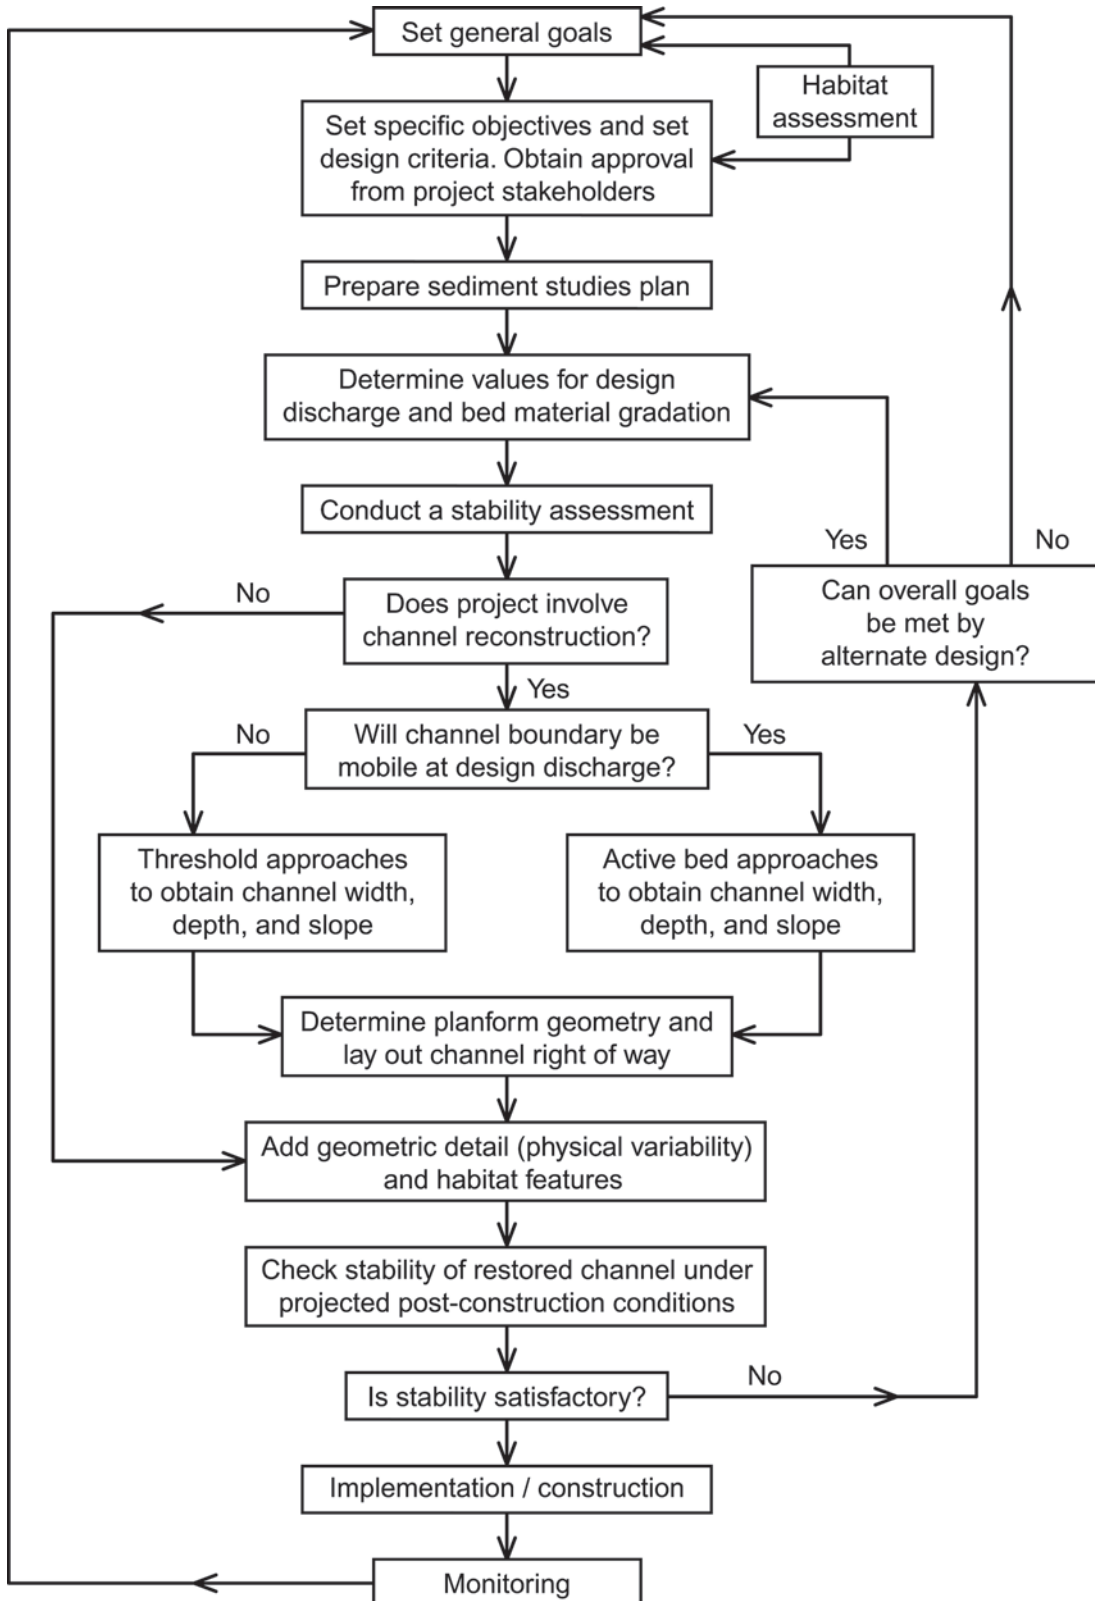 Set general goals
Habitat
assessment
Set specific objectives and set
design criteria. Obtain approval
from project stakeholders
Prepare sediment studies plan
Determine values for design
discharge and bed material gradation
Conduct a stability assessment
Yes
No
Can overall goals
be met by
alternate design?
No
Does project involve
channel reconstruction?
Yes
No
Will channel boundary be
mobile at design discharge?
Yes
Threshold approaches
to obtain channel width,
depth, and slope
Active bed approaches
to obtain channel width,
depth, and slope
Determine planform geometry and
lay out channel right of way
Add geometric detail (physical variability)
and habitat features
Check stability of restored channel under
projected post-construction conditions
Is stability satisfactory?
No
Implementation / construction
Monitoring